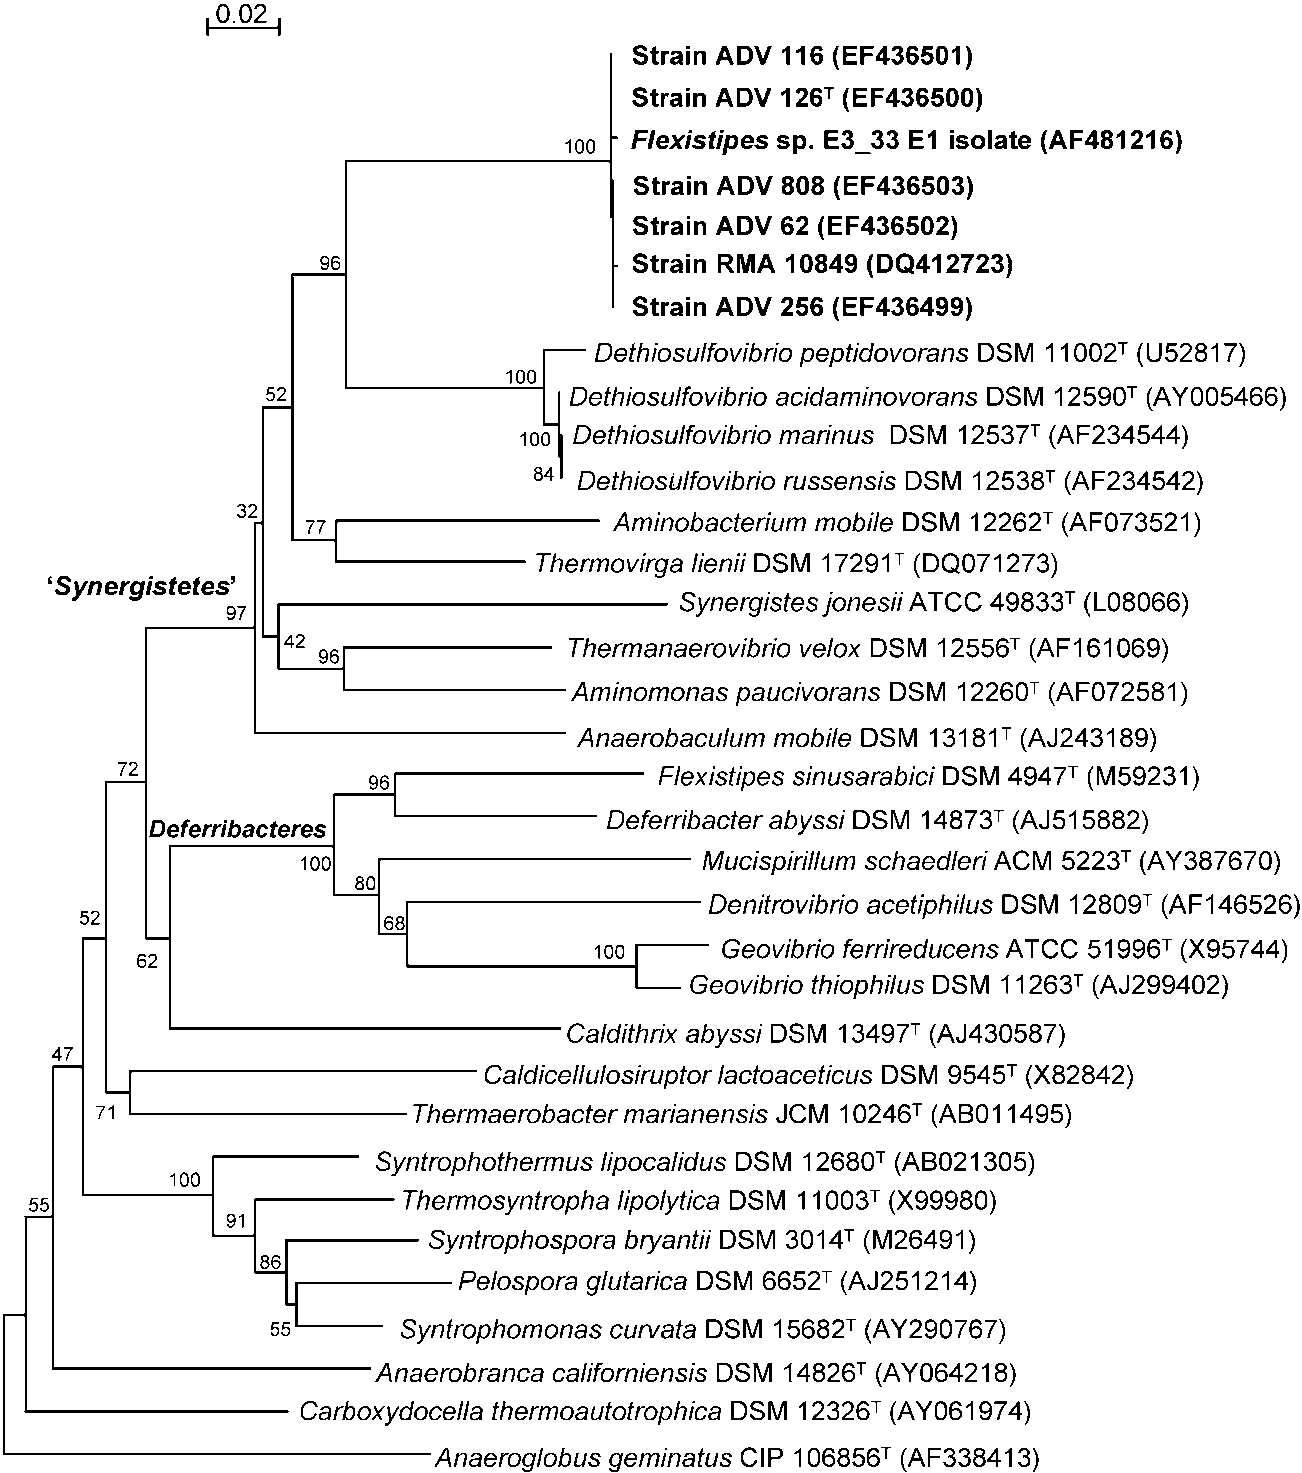 0.02
Strain ADV 116 (EF436501)
Strain ADV 126ᵀ (EF436500)
Flexistipes sp. E3_33 E1 isolate (AF481216)
100
Strain ADV 808 (EF436503)
Strain ADV 62 (EF436502)
Strain RMA 10849 (DQ412723)
96
Strain ADV 256 (EF436499)
Dethiosulfovibrio peptidovorans DSM 11002ᵀ (U52817)
100
Dethiosulfovibrio acidaminovorans DSM 12590ᵀ (AY005466)
52
Dethiosulfovibrio marinus DSM 12537ᵀ (AF234544)
100
84
Dethiosulfovibrio russensis DSM 12538ᵀ (AF234542)
32
Aminobacterium mobile DSM 12262ᵀ (AF073521)
77
Thermovirga lienii DSM 17291ᵀ (DQ071273)
‘Synergistetes’
Synergistes jonesii ATCC 49833ᵀ (L08066)
97
42
Thermanaerovibrio velox DSM 12556ᵀ (AF161069)
96
Aminomonas paucivorans DSM 12260ᵀ (AF072581)
Anaerobaculum mobile DSM 13181ᵀ (AJ243189)
72
Flexistipes sinusarabici DSM 4947ᵀ (M59231)
96
Deferribacter abyssi DSM 14873ᵀ (AJ515882)
Deferribacteres
100
Mucispirillum schaedleri ACM 5223ᵀ (AY387670)
80
Denitrovibrio acetiphilus DSM 12809ᵀ (AF146526)
52
68
Geovibrio ferrireducens ATCC 51996ᵀ (X95744)
100
62
Geovibrio thiophilus DSM 11263ᵀ (AJ299402)
Caldithrix abyssi DSM 13497ᵀ (AJ430587)
47
Caldicellulosiruptor lactoaceticus DSM 9545ᵀ (X82842)
71
Thermaerobacter marianensis JCM 10246ᵀ (AB011495)
Syntrophothermus lipocalidus DSM 12680ᵀ (AB021305)
100
Thermosyntropha lipolytica DSM 11003ᵀ (X99980)
55
91
Syntrophospora bryantii DSM 3014ᵀ (M26491)
86
Pelospora glutarica DSM 6652ᵀ (AJ251214)
55
Syntrophomonas curvata DSM 15682ᵀ (AY290767)
Anaerobranca californiensis DSM 14826ᵀ (AY064218)
Carboxydocella thermoautotrophica DSM 12326ᵀ (AY061974)
Anaeroglobus geminatus CIP 106856ᵀ (AF338413)